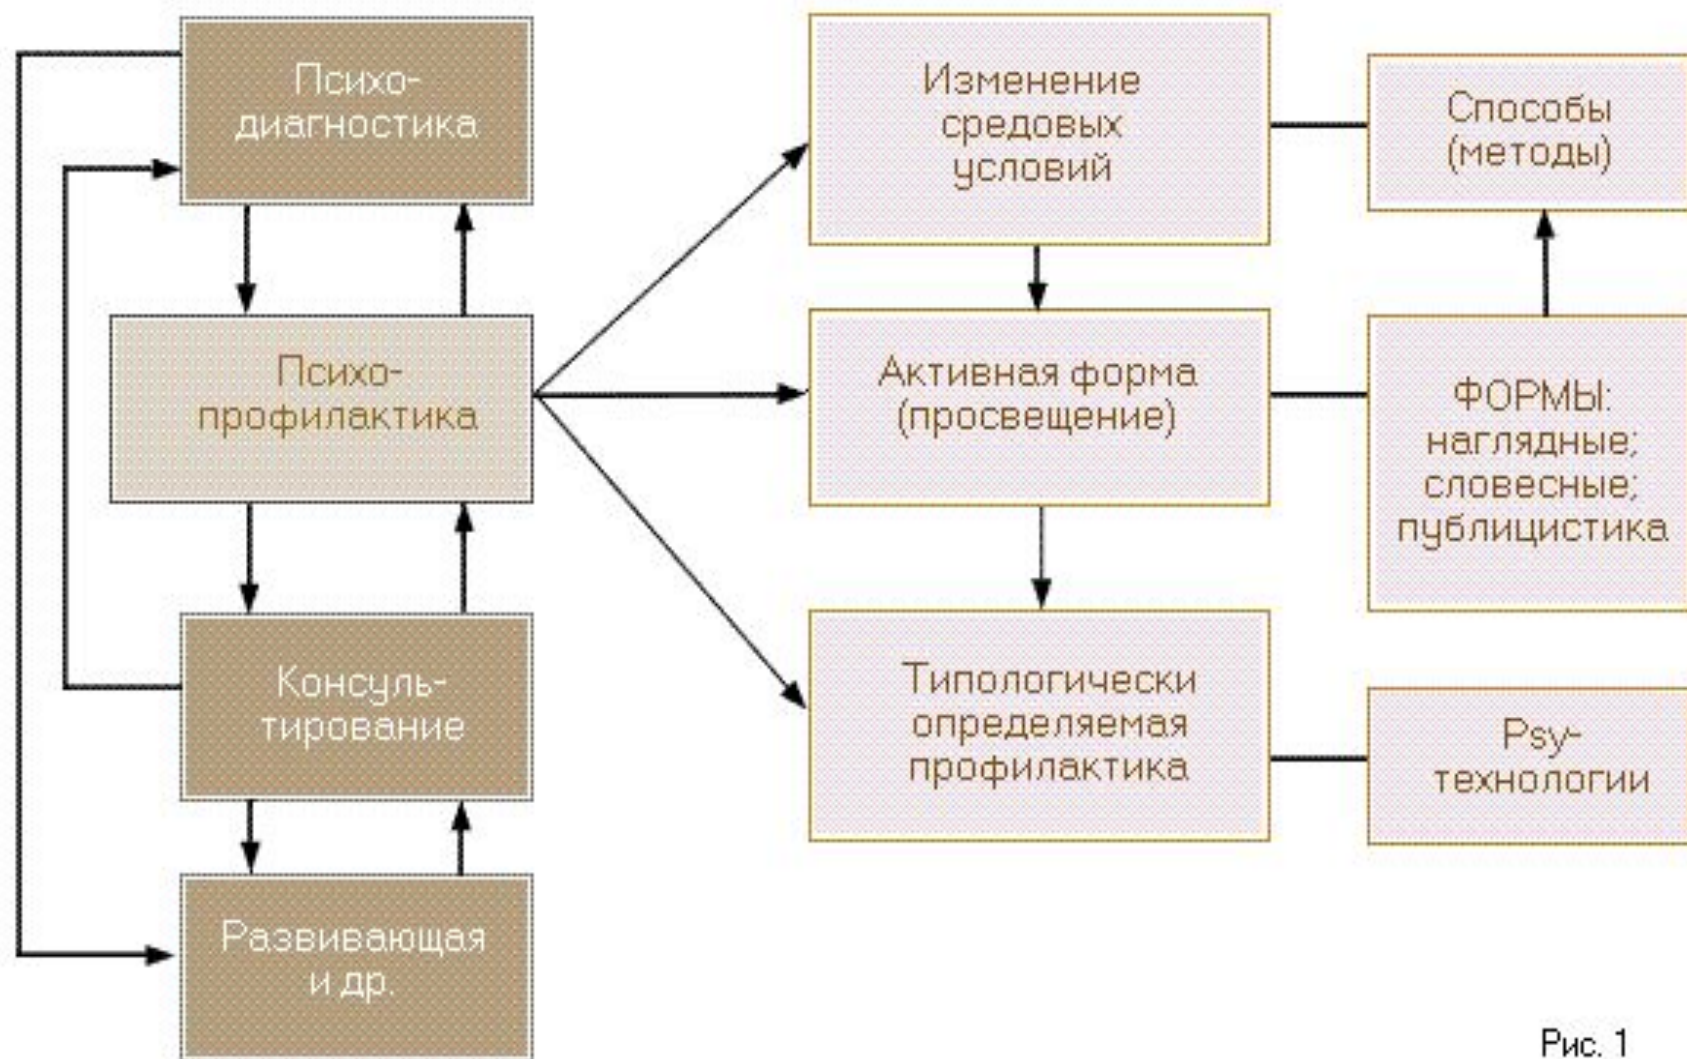 Психо-
диагностика
Психо-
профилактика
Консуль-
тирование
Развивающая
и др.
Изменение
средовых
условий
Активная форма
(просвещение)
Типологически
определяемая
профилактика
Способы
(методы)
ФОРМЫ:
наглядные;
словесные;
публицистика
Psy-
технологии
Рис. 1